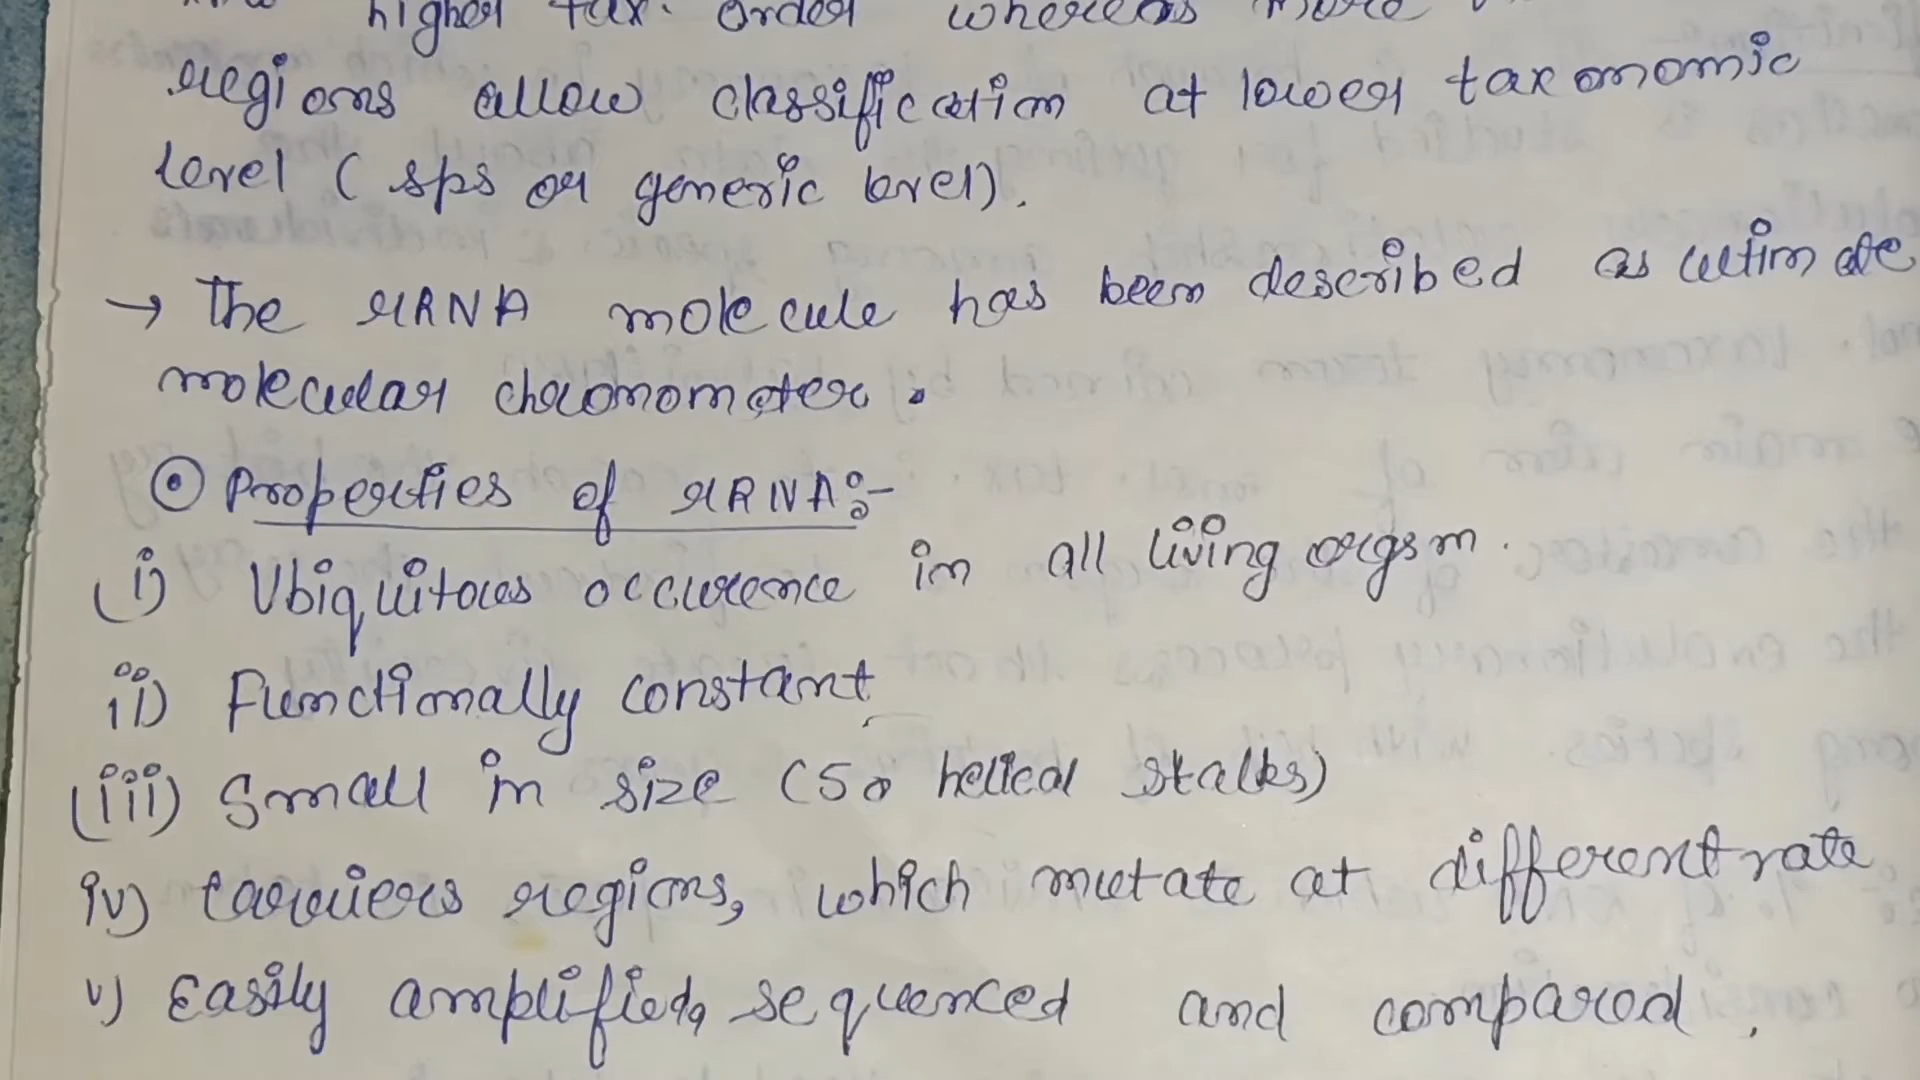 higher tax. order whereas more
regions allow classification at lower taxonomic
level ( sps or generic level).
→ The rRNA molecule has been described as ultimate
molecular chronometer.
⊙ Properties of rRNA:-
(i) Ubiquitous occurence in all living orgsm.
ii) Functionally constant
(iii) Small in size (50 helical stalks)
iv) Carriers regions, which mutate at different rate
v) Easily amplified, sequenced and compared.